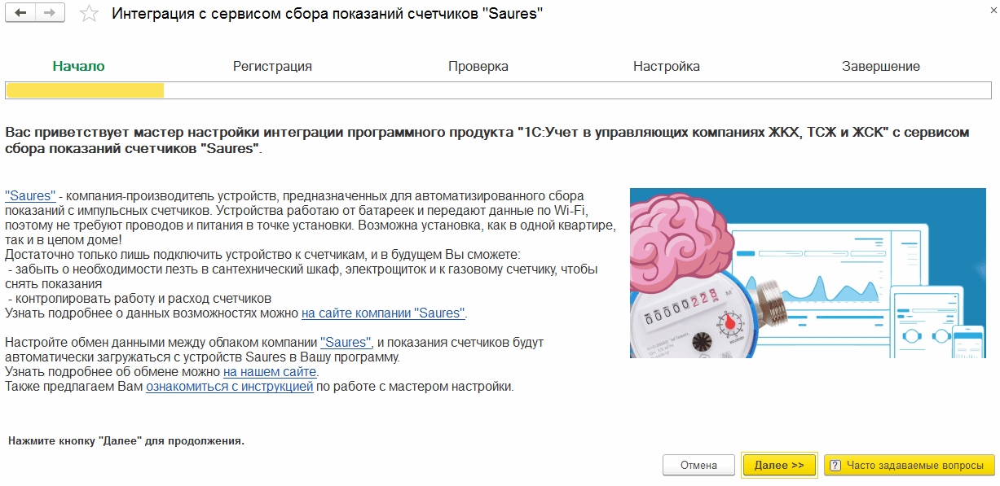 Интеграция с сервисом сбора показаний счетчиков "Saures"
Начало Регистрация Проверка Настройка Завершение
Вас приветствует мастер настройки интеграции программного продукта "1С:Учет в управляющих компаниях ЖКХ, ТСЖ и ЖСК" с сервисом
сбора показаний счетчиков "Saures".
"Saures" - компания-производитель устройств, предназначенных для автоматизированного сбора
показаний с импульсных счетчиков. Устройства работают от батареек и передают данные по Wi-Fi,
поэтому не требуют проводов и питания в точке установки. Возможна установка, как в одной квартире,
так и в целом доме!
Достаточно только лишь подключить устройство к счетчикам, и в будущем Вы сможете:
- забыть о необходимости лезть в сантехнический шкаф, электрощиток и к газовому счетчику, чтобы
снять показания
- контролировать работу и расход счетчиков
Узнать подробнее о данных возможностях можно на сайте компании "Saures".
Настройте обмен данными между облаком компании "Saures", и показания счетчиков будут
автоматически загружаться с устройств Saures в Вашу программу.
Узнать подробнее об обмене можно на нашем сайте.
Также предлагаем Вам ознакомиться с инструкцией по работе с мастером настройки.
00000228
Нажмите кнопку "Далее" для продолжения.
Отмена Далее >> ? Часто задаваемые вопросы